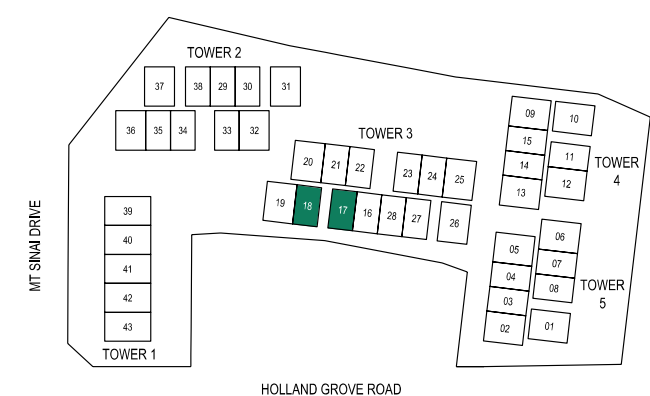 TOWER 2
37 38 29 30 31
36 35 34 33 32
TOWER 3
20 21 22 23 24 25
19 18 17 16 28 27 26
09 10
15
14 11
13 12
TOWER
4
39
40
41
42
43
TOWER 1
MT SINAI DRIVE
05 06
04 07
03 08
02 01
TOWER
5
HOLLAND GROVE ROAD